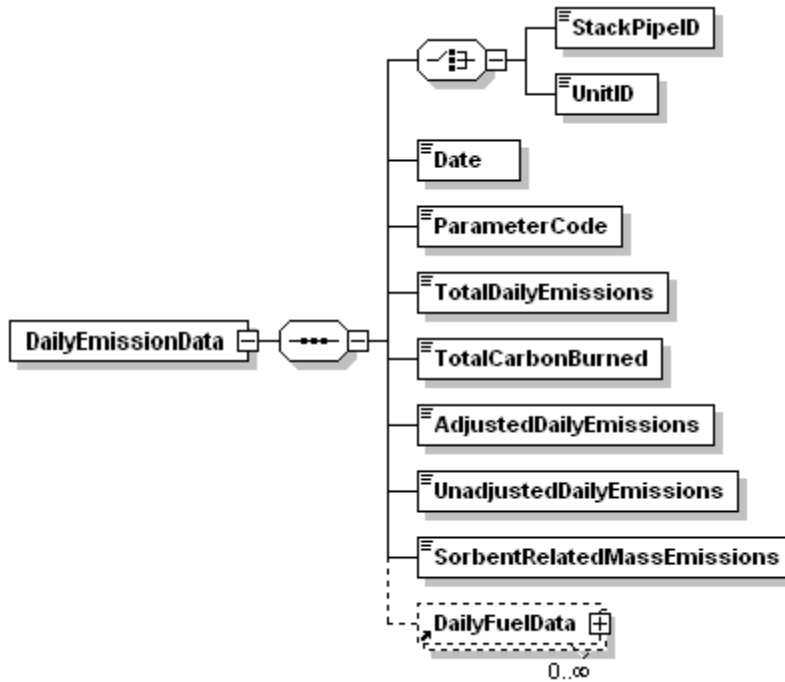 StackPipeID
UnitID
Date
ParameterCode
TotalDailyEmissions
DailyEmissionData
TotalCarbonBurned
AdjustedDailyEmissions
UnadjustedDailyEmissions
SorbentRelatedMassEmissions
DailyFuelData
0..∞